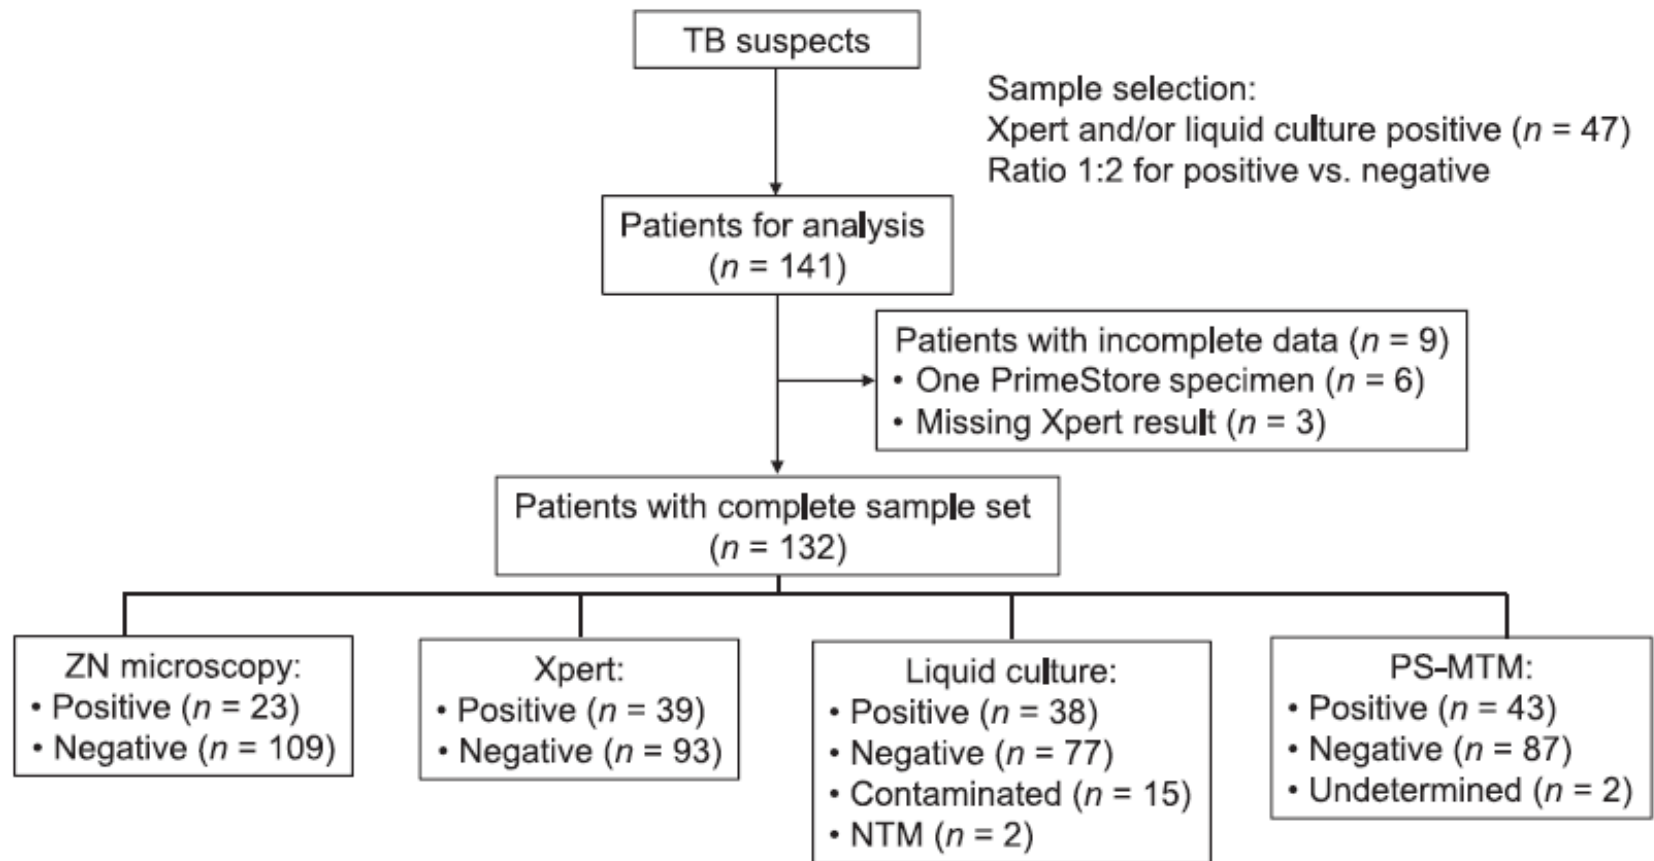 TB suspects
Sample selection:
Xpert and/or liquid culture positive (n = 47)
Ratio 1:2 for positive vs. negative
Patients for analysis
(n = 141)
Patients with incomplete data (n = 9)
• One PrimeStore specimen (n = 6)
• Missing Xpert result (n = 3)
Patients with complete sample set
(n = 132)
ZN microscopy:
• Positive (n = 23)
• Negative (n = 109)
Xpert:
• Positive (n = 39)
• Negative (n = 93)
Liquid culture:
• Positive (n = 38)
• Negative (n = 77)
• Contaminated (n = 15)
• NTM (n = 2)
PS-MTM:
• Positive (n = 43)
• Negative (n = 87)
• Undetermined (n = 2)